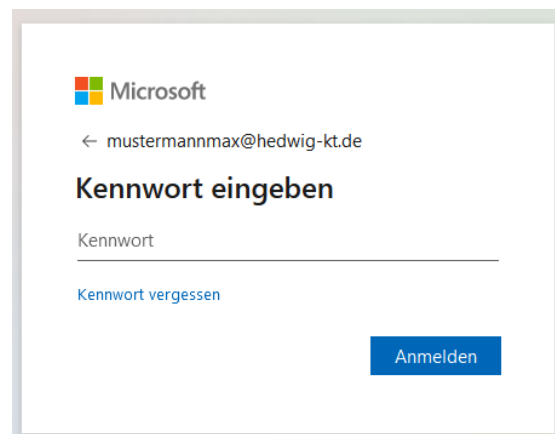 Microsoft
← mustermannmax@hedwig-kt.de
Kennwort eingeben
Kennwort
Kennwort vergessen
Anmelden